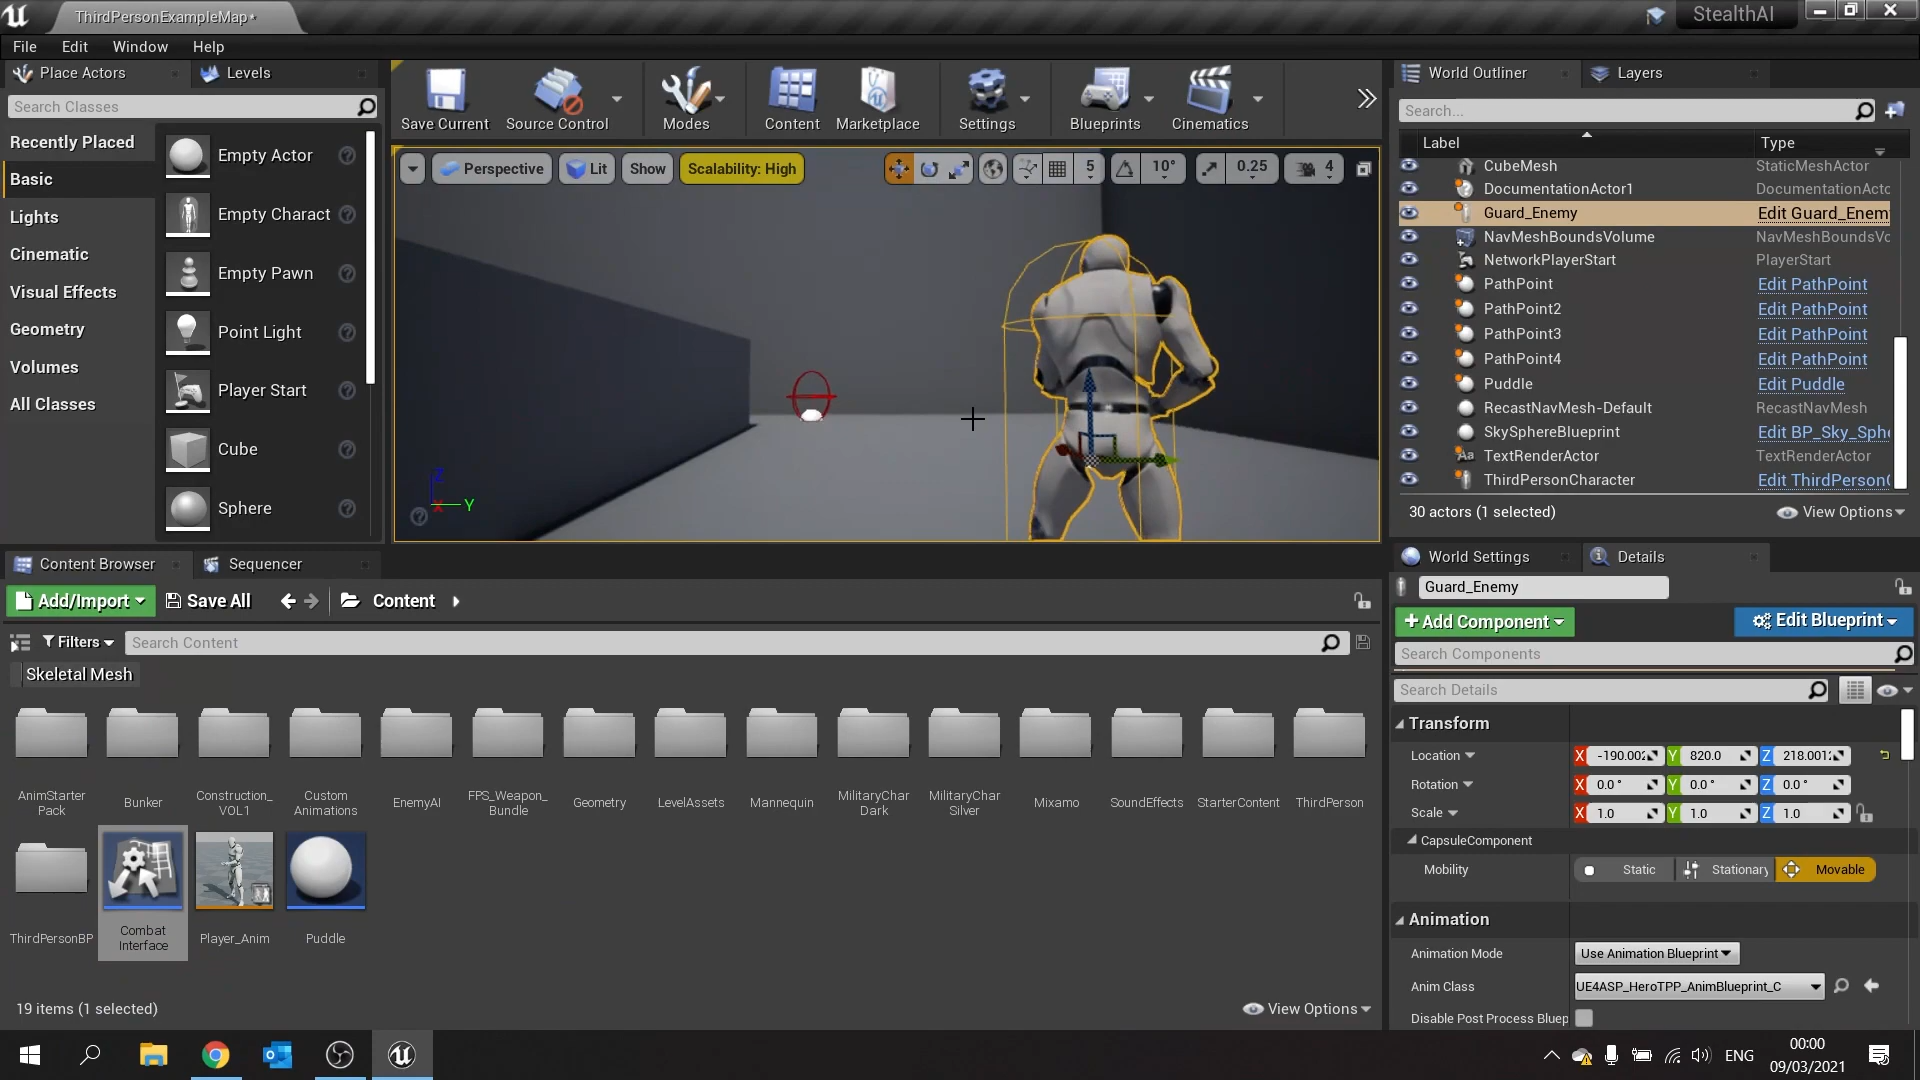 ThirdPersonExampleMap*
StealthAI
File Edit Window Help
Place Actors
Levels
Search Classes
Recently Placed
Basic
Lights
Cinematic
Visual Effects
Geometry
Volumes
All Classes
Empty Actor
Empty Charact
Empty Pawn
Point Light
Player Start
Cube
Sphere
Save Current
Source Control
Modes
Content
Marketplace
Settings
Blueprints
Cinematics
Perspective
Lit
Show
Scalability: High
5
10°
0.25
4
Z
X
Y
World Outliner
Layers
Search...
Label Type
CubeMesh StaticMeshActor
DocumentationActor1 DocumentationActo
Guard_Enemy Edit Guard_Enem
NavMeshBoundsVolume NavMeshBoundsVo
NetworkPlayerStart PlayerStart
PathPoint Edit PathPoint
PathPoint2 Edit PathPoint
PathPoint3 Edit PathPoint
PathPoint4 Edit PathPoint
Puddle Edit Puddle
RecastNavMesh-Default RecastNavMesh
SkySphereBlueprint Edit BP_Sky_Sphe
TextRenderActor TextRenderActor
ThirdPersonCharacter Edit ThirdPerson
30 actors (1 selected)
View Options
Content Browser
Sequencer
Add/Import
Save All
Content
Filters
Search Content
Skeletal Mesh
AnimStarter
Pack
Bunker
Construction_
VOL1
Custom
Animations
EnemyAI
FPS_Weapon_
Bundle
Geometry
LevelAssets
Mannequin
MilitaryChar
Dark
MilitaryChar
Silver
Mixamo
SoundEffects
StarterContent
ThirdPerson
ThirdPersonBP
Combat
Interface
Player_Anim
Puddle
19 items (1 selected)
View Options
World Settings
Details
Guard_Enemy
+Add Component
Edit Blueprint
Search Components
Search Details
Transform
Location X -190.002 Y 820.0 Z 218.001
Rotation X 0.0° Y 0.0° Z 0.0°
Scale X 1.0 Y 1.0 Z 1.0
CapsuleComponent
Mobility Static Stationary Movable
Animation
Animation Mode Use Animation Blueprint
Anim Class UE4ASP_HeroTPP_AnimBlueprint_C
Disable Post Process Bluep
ENG
00:00
09/03/2021